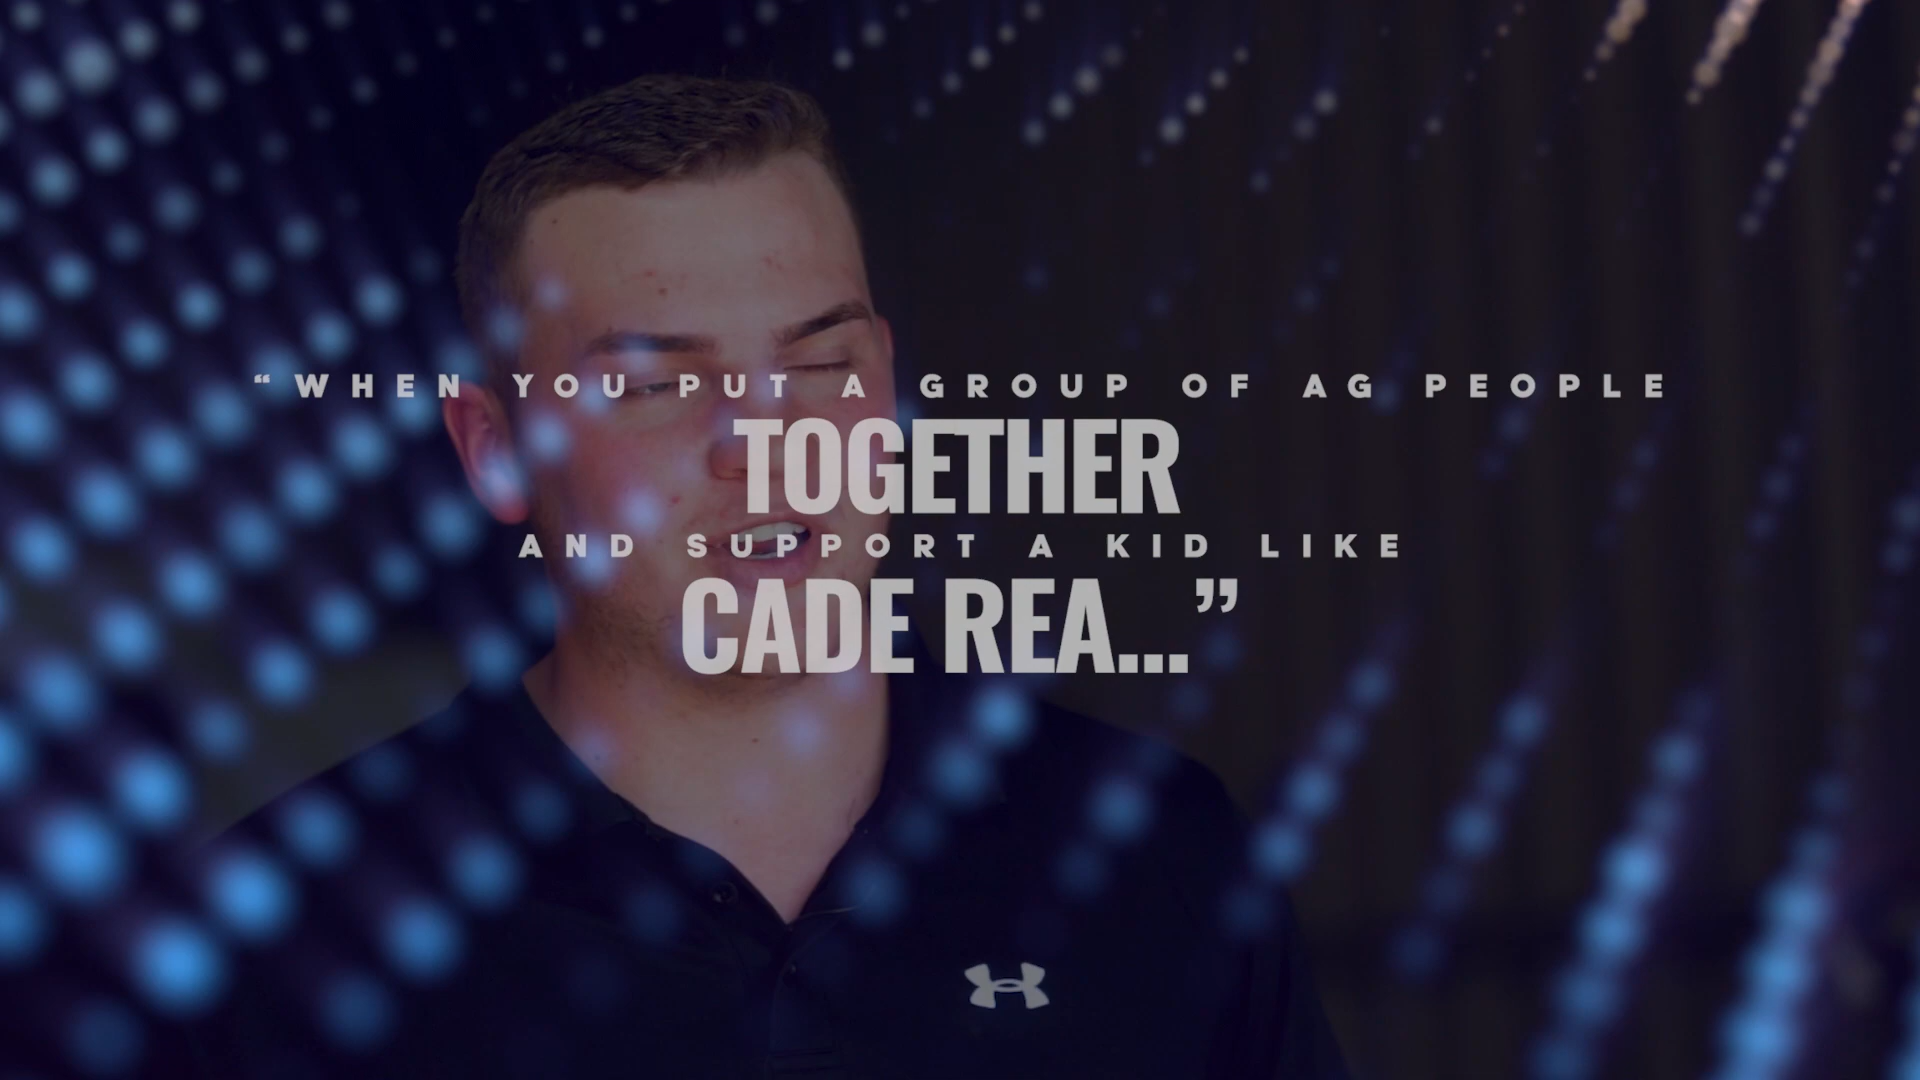 “WHEN YOU PUT A GROUP OF AG PEOPLE
TOGETHER
AND SUPPORT A KID LIKE
CADE REA...”